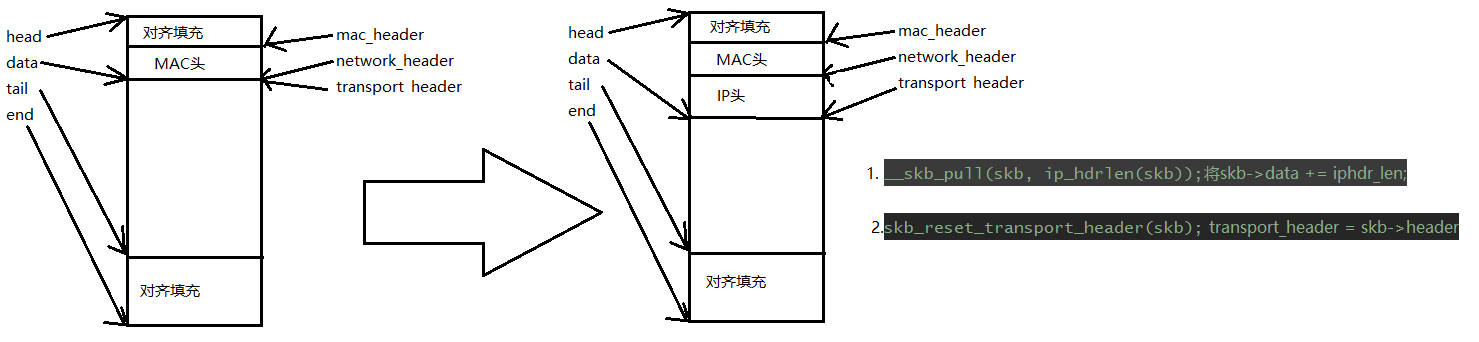 head
data
tail
end
对齐填充
MAC头
对齐填充
mac_header
network_header
transport header
head
data
tail
end
对齐填充
MAC头
IP头
对齐填充
mac_header
network_header
transport header
1. __skb_pull(skb, ip_hdrlen(skb));将skb->data += iphdr_len;
2.skb_reset_transport_header(skb); transport_header = skb->header